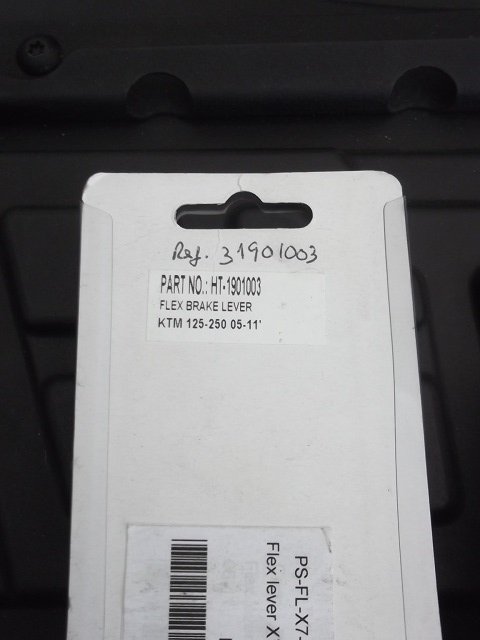 Ref. 31901003
PART NO.: HT-1901003
FLEX BRAKE LEVER
KTM 125-250 05-11'
PS-FL-X7-
Flex lever X